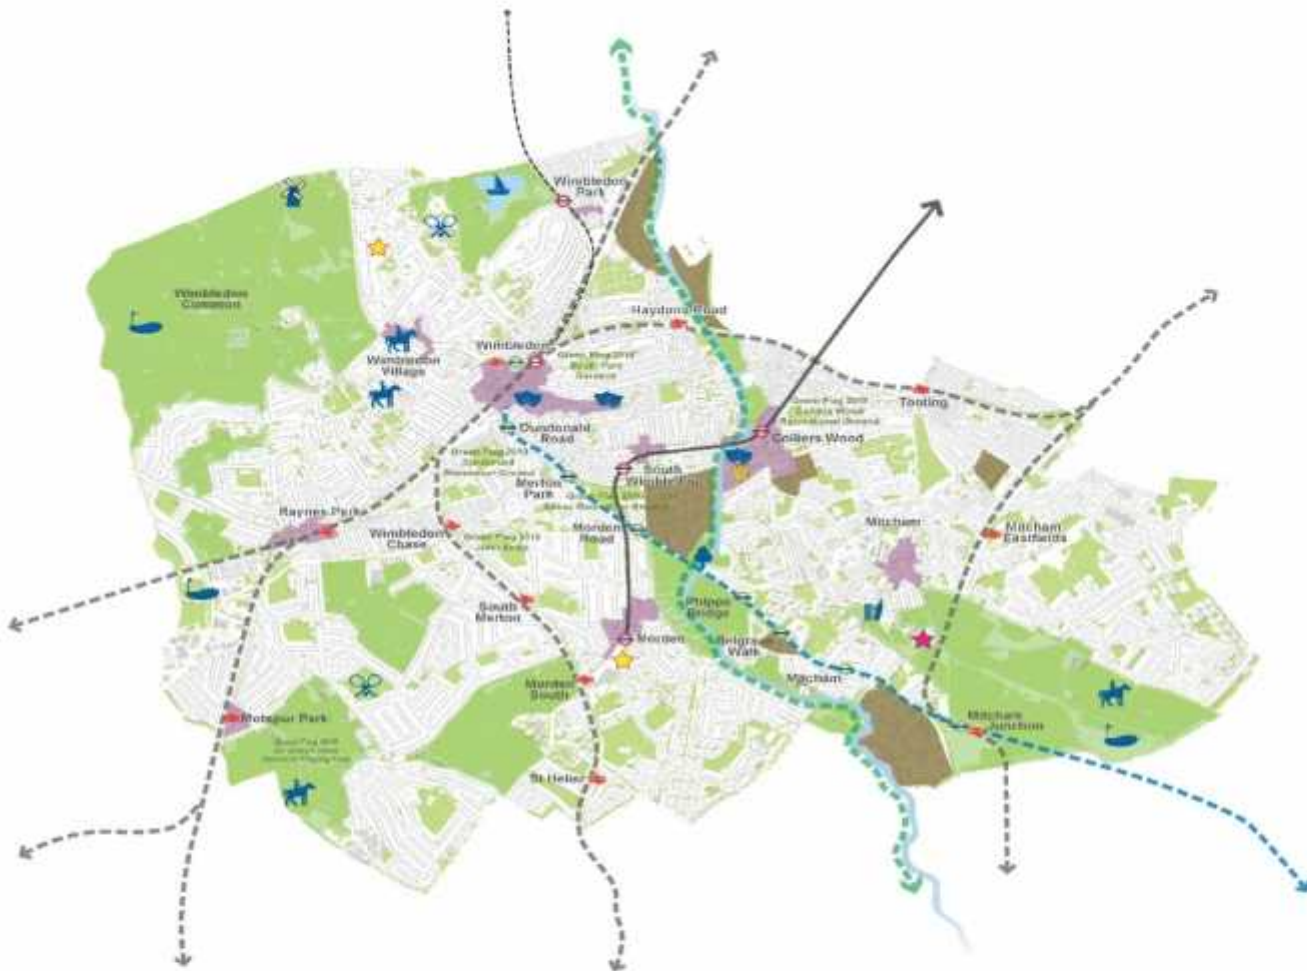 Wimbledon
Park
Wimbledon
Common
Haydons Road
Wimbledon
Wimbledon
Village
Tooting
Colliers Wood
Dundonald
Road
South
Wimbledon
Merton
Park
Raynes Park
Wimbledon
Chase
Morden
Road
Mitcham
Mitcham
Eastfields
South
Merton
Phipps
Bridge
Morden
Belgrave
Walk
Mitcham
Morden
South
Motspur Park
Mitcham
Junction
St Helier